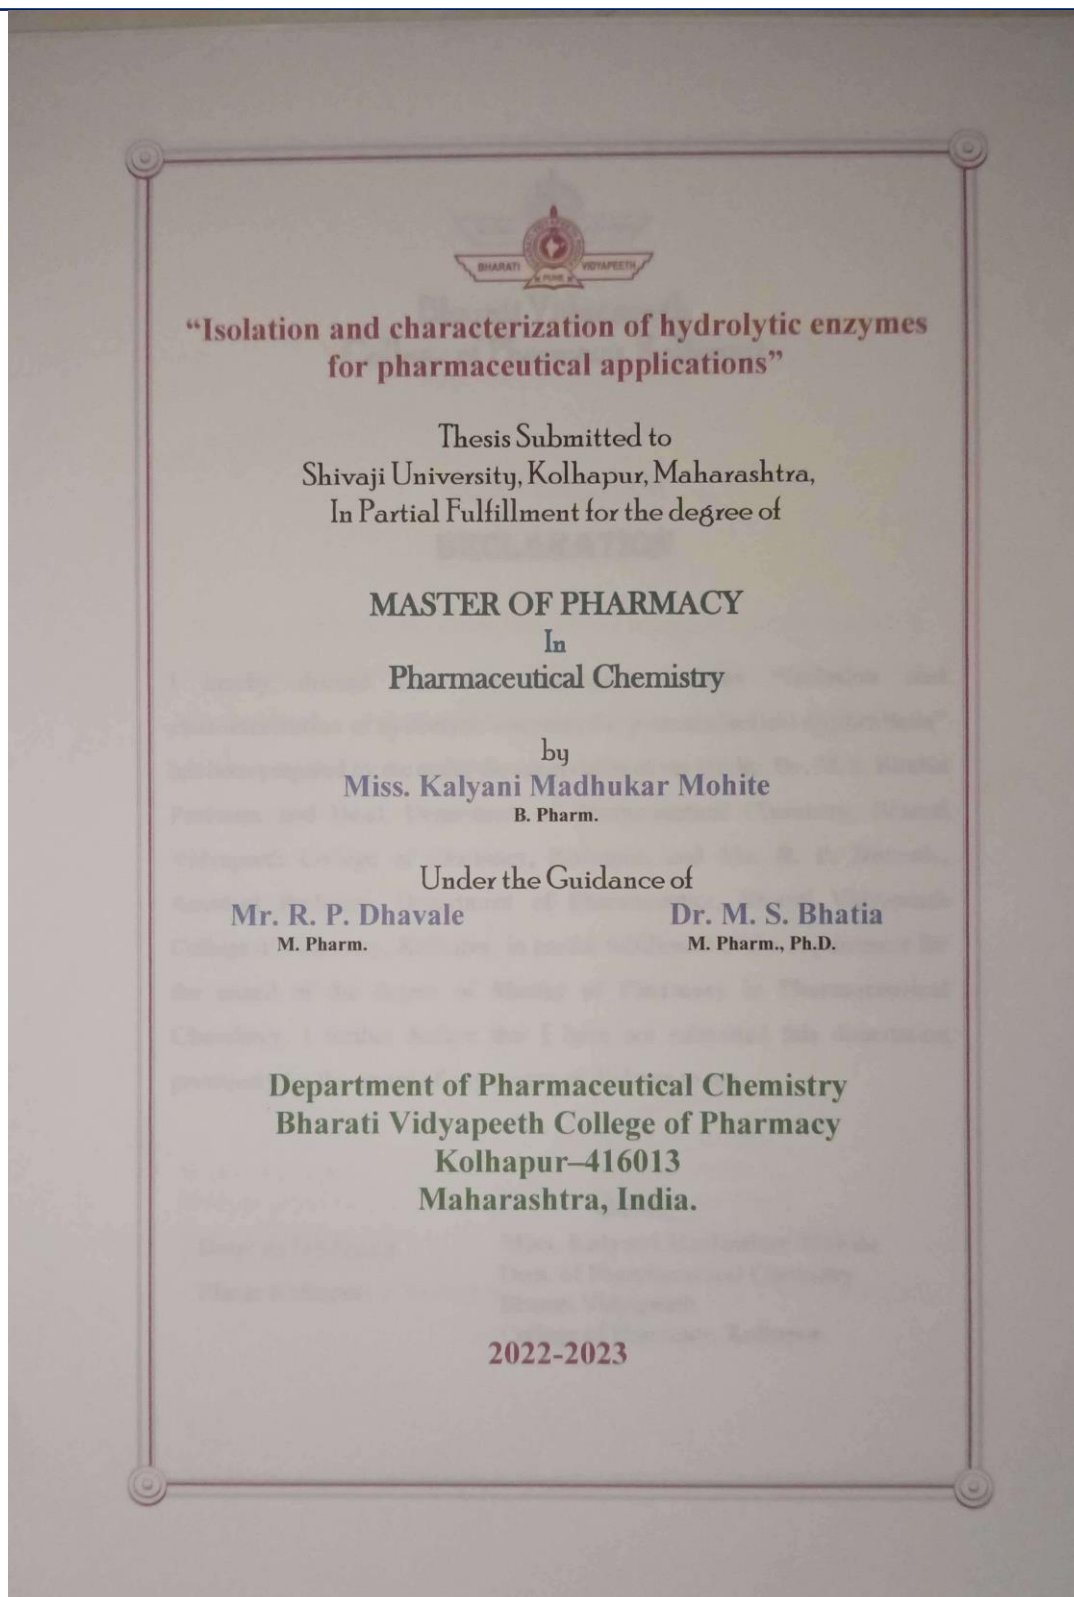 BHARATI VIDYAPEETH
PUNE
“Isolation and characterization of hydrolytic enzymes
for pharmaceutical applications”
Thesis Submitted to
Shivaji University, Kolhapur, Maharashtra,
In Partial Fulfillment for the degree of
MASTER OF PHARMACY
In
Pharmaceutical Chemistry
by
Miss. Kalyani Madhukar Mohite
B. Pharm.
Under the Guidance of
Mr. R. P. Dhavale Dr. M. S. Bhatia
M. Pharm. M. Pharm., Ph.D.
Department of Pharmaceutical Chemistry
Bharati Vidyapeeth College of Pharmacy
Kolhapur–416013
Maharashtra, India.
2022-2023